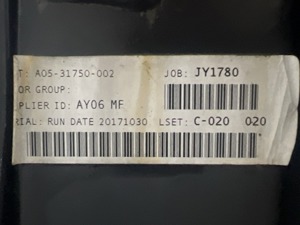 T: A05-31750-002 JOB: JY1780
OR GROUP:
PLIER ID: AY06 MF
RIAL: RUN DATE 20171030 LSET: C-020 020